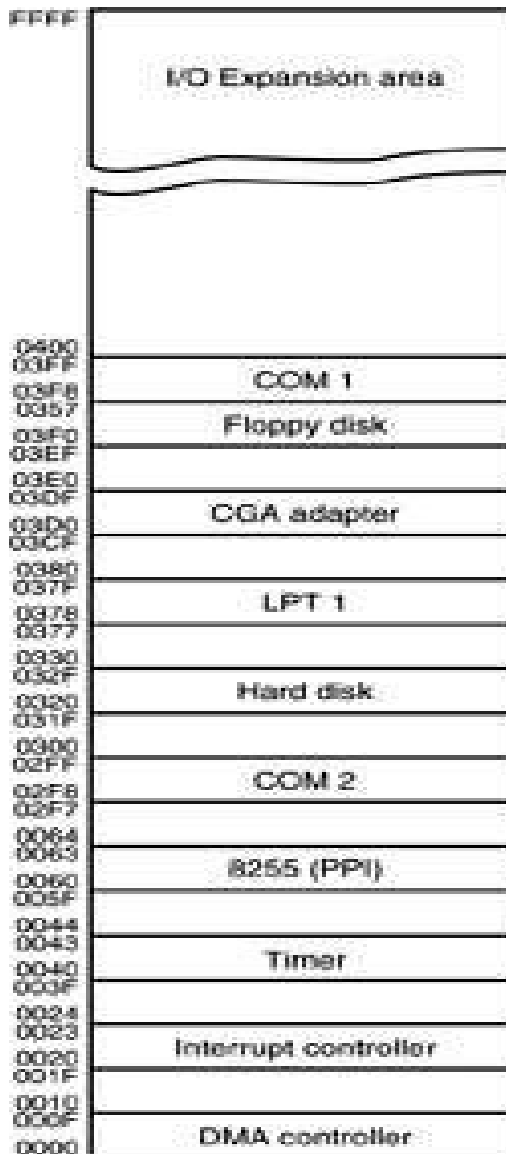 FFFF
I/O Expansion area
0400
03FF
COM 1
03F8
0357
Floppy disk
03F0
03EF
03E0
03DF
CGA adapter
03D0
03CF
0380
037F
LPT 1
0378
0377
0330
032F
Hard disk
0320
031F
0300
02FF
COM 2
02F8
02F7
0064
0063
8255 (PPI)
0060
005F
0044
0043
Timer
0040
003F
0024
0023
Interrupt controller
0020
001F
0010
000F
DMA controller
0000